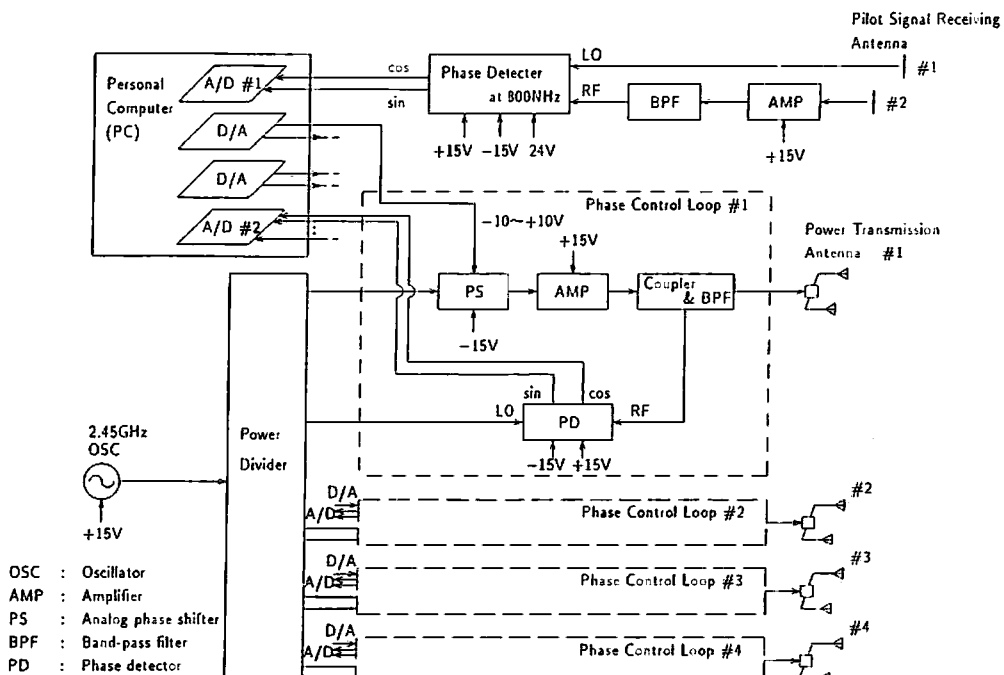 Pilot Signal Receiving
Antenna
#1
#2
Personal
Computer
(PC)
A/D #1
D/A
D/A
A/D #2
cos
sin
Phase Detecter
at 800NHz
LO
RF
BPF
AMP
+15V
-15V
24V
+15V
Phase Control Loop #1
-10~+10V
+15V
Power Transmission
Antenna #1
PS
AMP
Coupler
& BPF
-15V
sin
cos
LO
PD
RF
-15V
+15V
2.45GHz
OSC
+15V
Power
Divider
D/A
A/D
Phase Control Loop #2
#2
D/A
A/D
Phase Control Loop #3
#3
D/A
A/D
Phase Control Loop #4
#4
OSC : Oscillator
AMP : Amplifier
PS : Analog phase shifter
BPF : Band-pass filter
PD : Phase detector